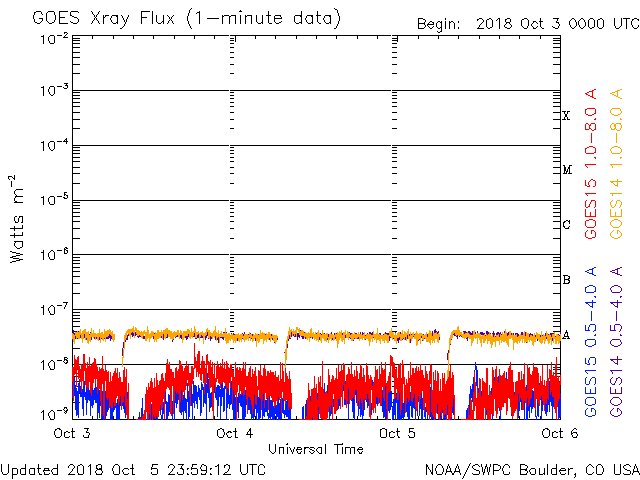 GOES Xray Flux (1-minute data)
Begin: 2018 Oct 3 0000 UTC
Watts m⁻²
10⁻²
10⁻³
10⁻⁴
10⁻⁵
10⁻⁶
10⁻⁷
10⁻⁸
10⁻⁹
X
M
C
B
A
GOES15 1.0-8.0 A
GOES14 1.0-8.0 A
GOES15 0.5-4.0 A
GOES14 0.5-4.0 A
Oct 3 Oct 4 Oct 5 Oct 6
Universal Time
Updated 2018 Oct 5 23:59:12 UTC
NOAA/SWPC Boulder, CO USA